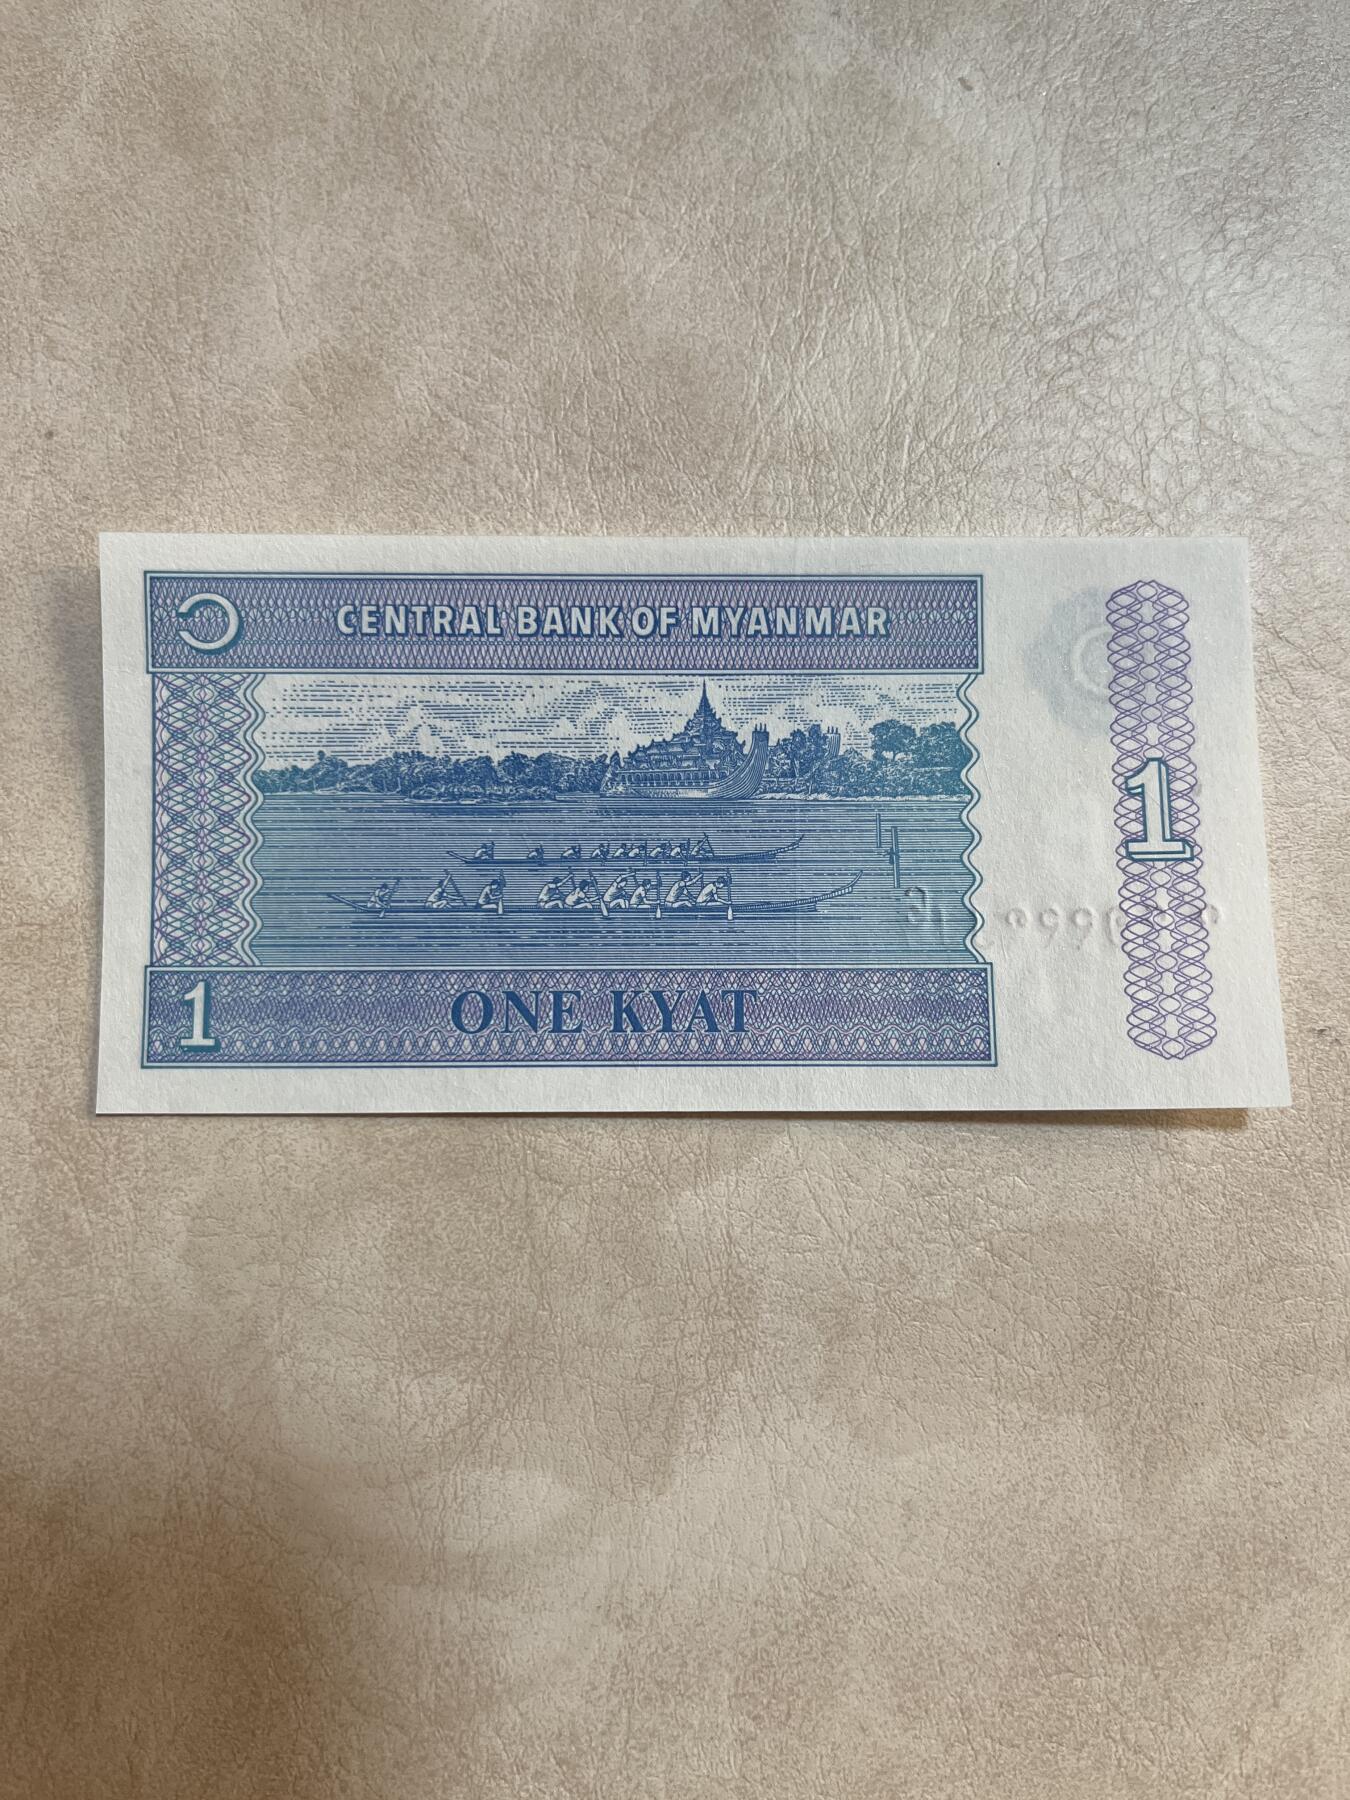 ၁ CENTRAL BANK OF MYANMAR
1
1 ONE KYAT